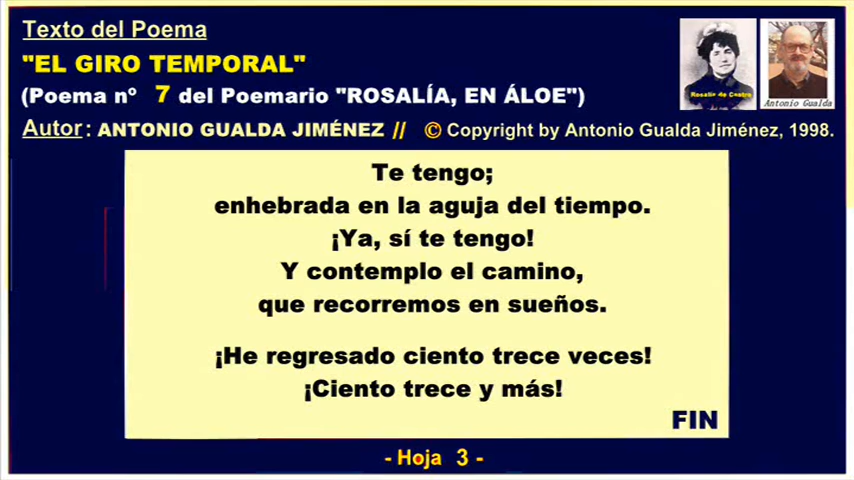 Texto del Poema
"EL GIRO TEMPORAL"
(Poema nº 7 del Poemario "ROSALÍA, EN ÁLOE")
Rosalía de Castro
Antonio Gualda
Autor: ANTONIO GUALDA JIMÉNEZ // © Copyright by Antonio Gualda Jiménez, 1998.
Te tengo;
enhebrada en la aguja del tiempo.
¡Ya, sí te tengo!
Y contemplo el camino,
que recorremos en sueños.
¡He regresado ciento trece veces!
¡Ciento trece y más!
FIN
- Hoja 3 -